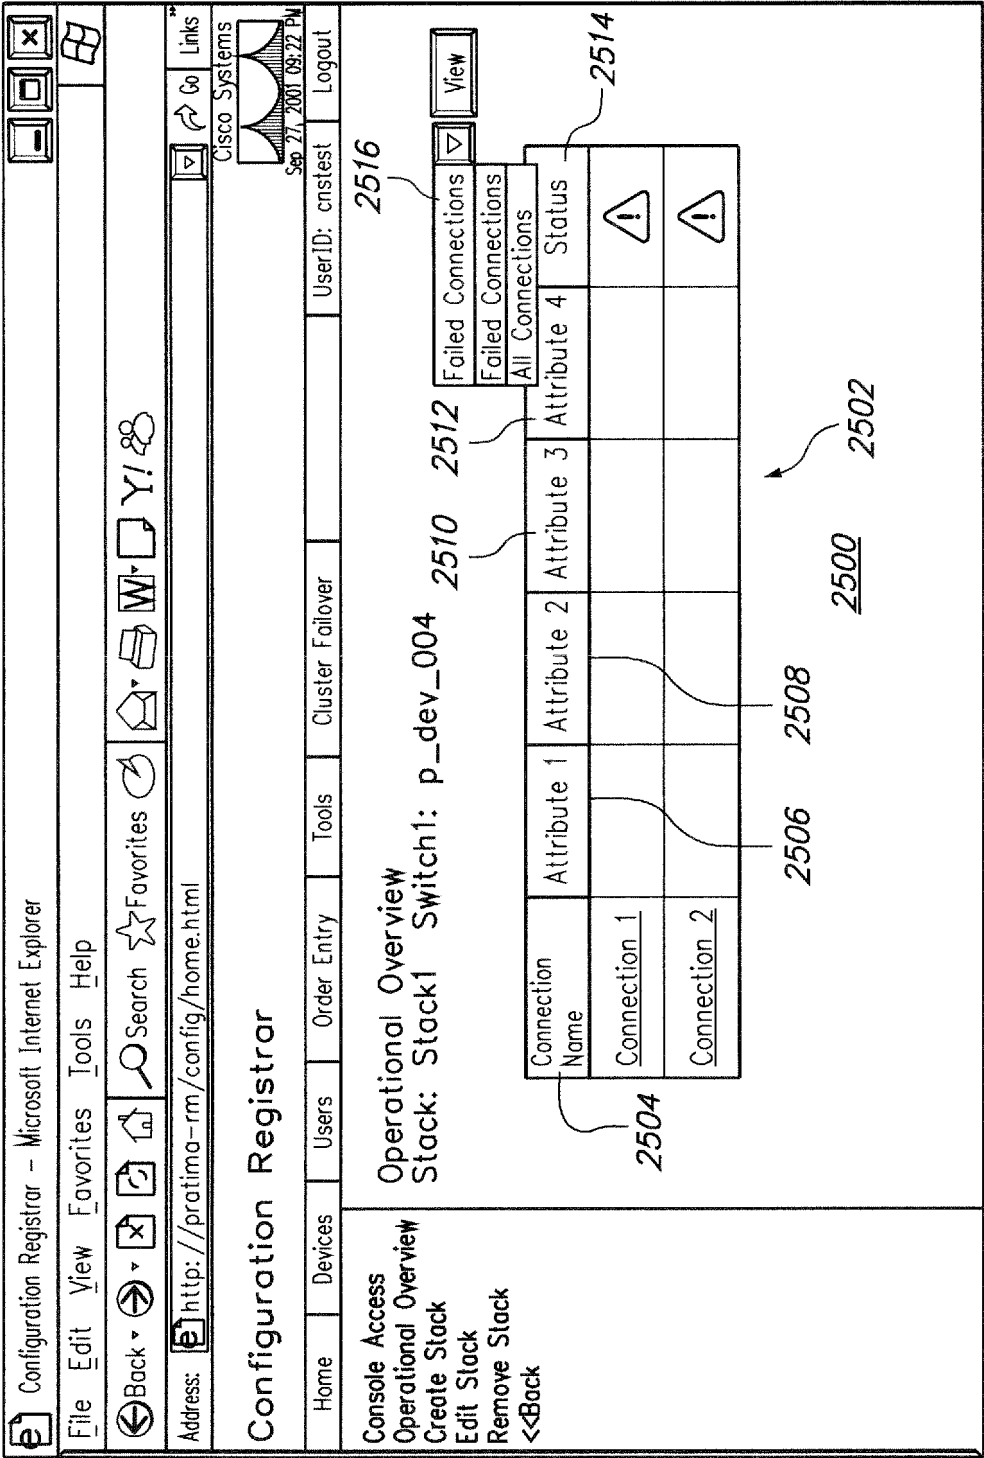 Configuration Registrar – Microsoft Internet Explorer
File Edit View Favorites Tools Help
Back Search Favorites W Y!
Address: http://pratima-rm/config/home.html Go Links »
Configuration Registrar
Cisco Systems
Sep 27, 2001 09:22 PM
Home Devices Users Order Entry Tools Cluster Failover UserID: cnstest Logout
Console Access
Operational Overview
Create Stack
Edit Stack
Remove Stack
<<Back
Operational Overview
Stack: Stack1 Switch1: p_dev_004
2516
Failed Connections View
Failed Connections
All Connections
2510 2512
2514
Connection Name Attribute 1 Attribute 2 Attribute 3 Attribute 4 Status
Connection 1 !
Connection 2 !
2504
2506 2508
2502
2500